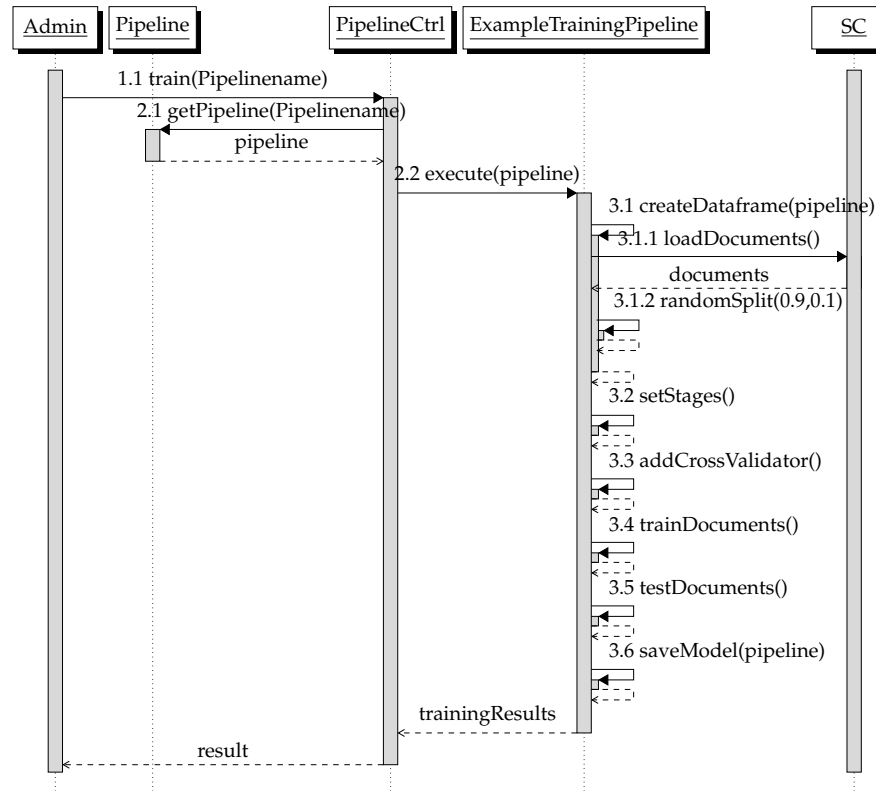 Admin
Pipeline
PipelineCtrl
ExampleTrainingPipeline
SC
1.1 train(Pipelinename)
2.1 getPipeline(Pipelinename)
pipeline
2.2 execute(pipeline)
3.1 createDataframe(pipeline)
3.1.1 loadDocuments()
documents
3.1.2 randomSplit(0.9,0.1)
3.2 setStages()
3.3 addCrossValidator()
3.4 trainDocuments()
3.5 testDocuments()
3.6 saveModel(pipeline)
trainingResults
result